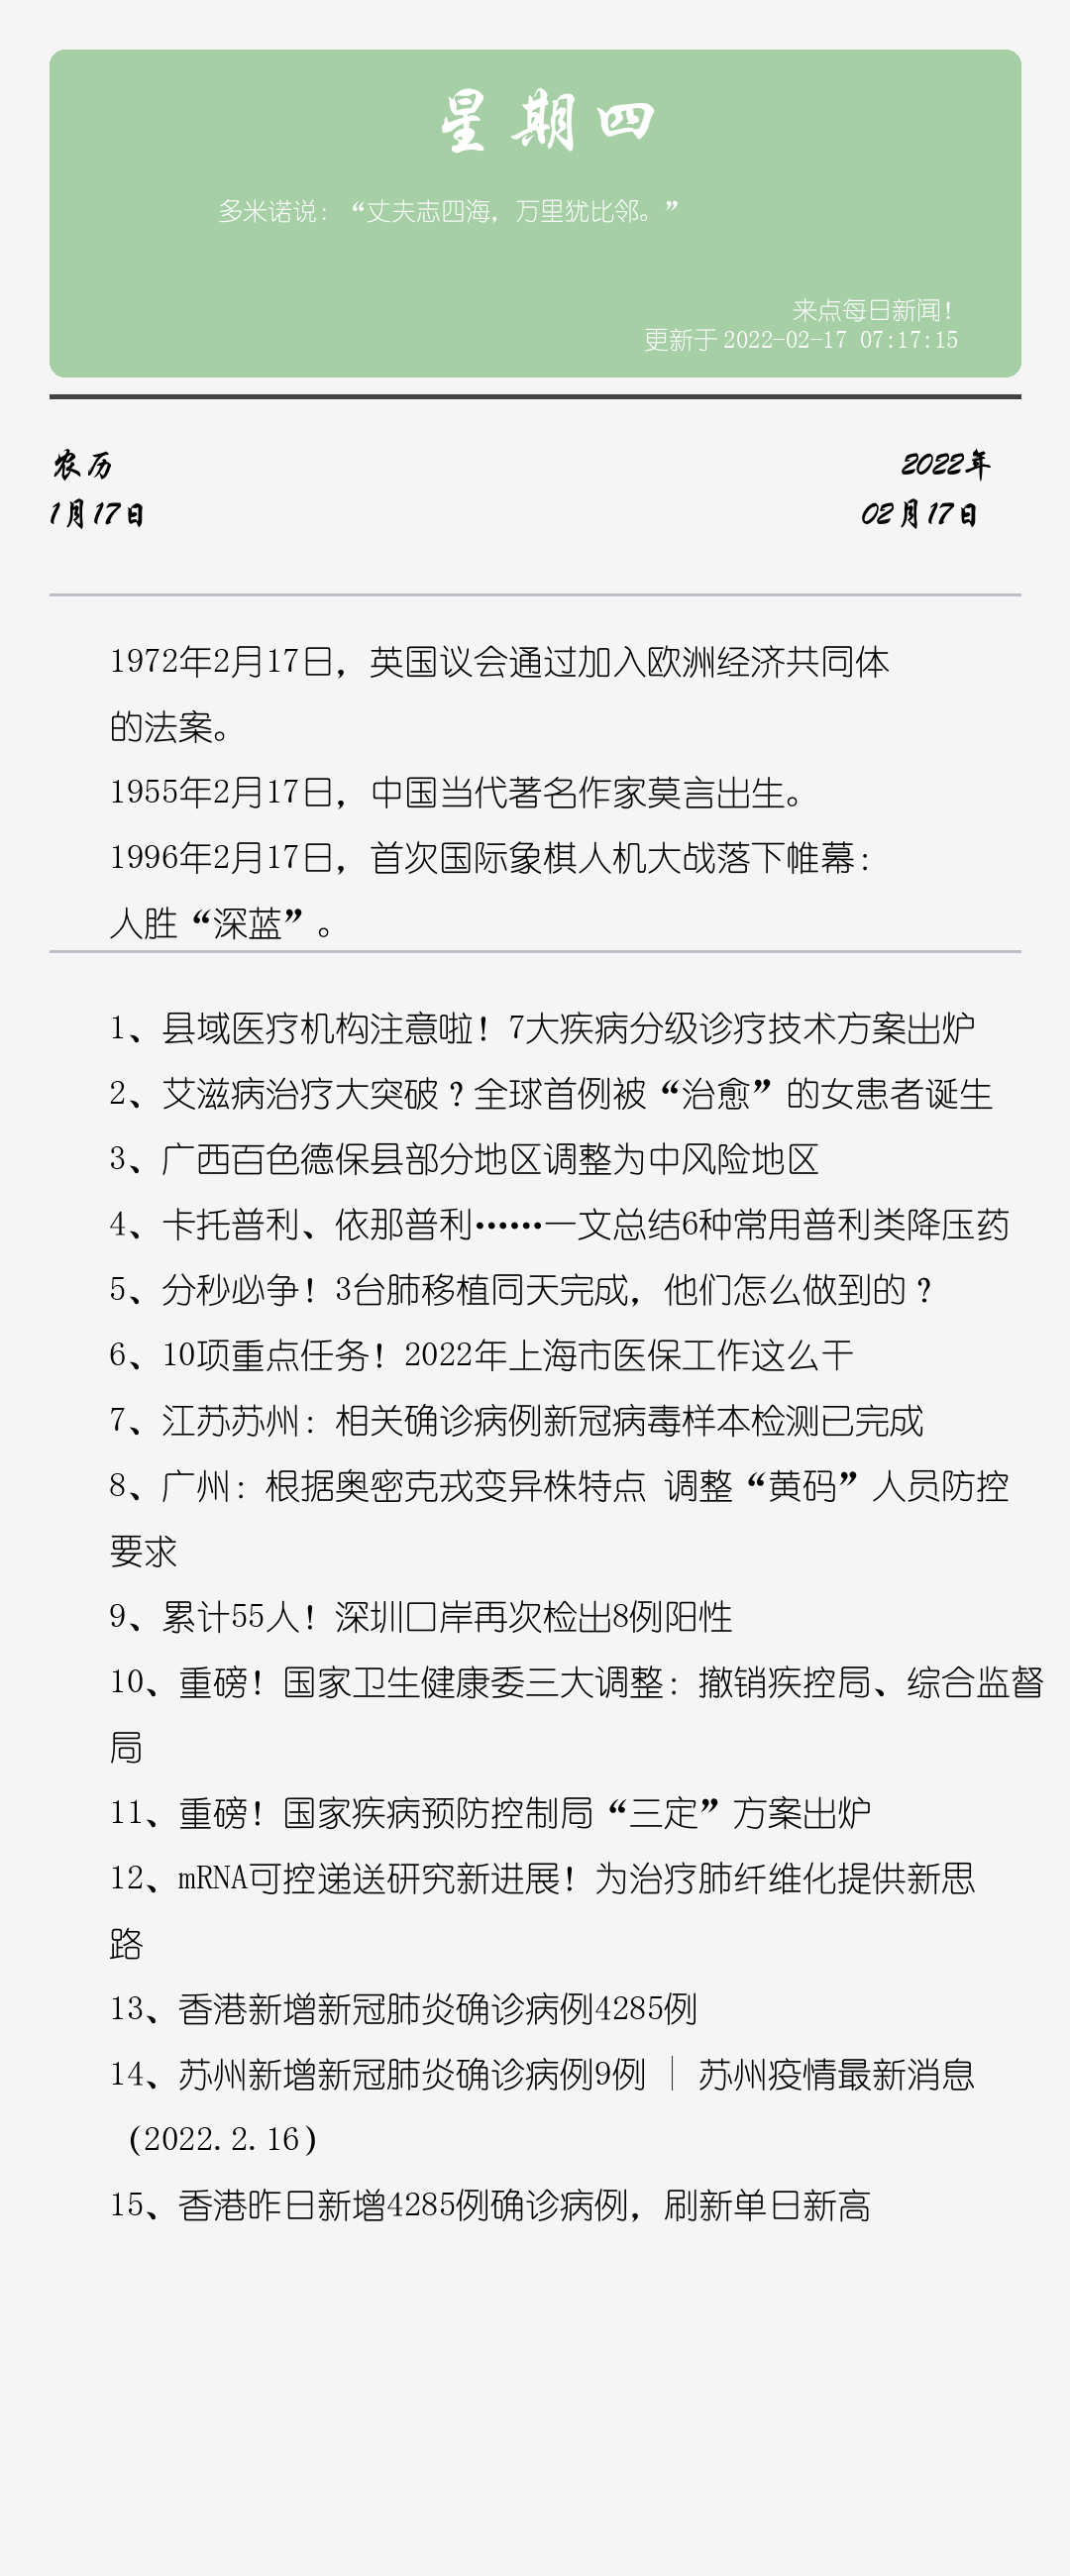 星期四
多米诺说：“丈夫志四海，万里犹比邻。”
来点每日新闻！
更新于 2022-02-17 07:17:15
农历
2022年
1月17日
02月17日
1972年2月17日，英国议会通过加入欧洲经济共同体
的法案。
1955年2月17日，中国当代著名作家莫言出生。
1996年2月17日，首次国际象棋人机大战落下帷幕：
人胜“深蓝”。
1、县域医疗机构注意啦！7大疾病分级诊疗技术方案出炉
2、艾滋病治疗大突破？全球首例被“治愈”的女患者诞生
3、广西百色德保县部分地区调整为中风险地区
4、卡托普利、依那普利……一文总结6种常用普利类降压药
5、分秒必争！3台肺移植同天完成，他们怎么做到的？
6、10项重点任务！2022年上海市医保工作这么干
7、江苏苏州：相关确诊病例新冠病毒样本检测已完成
8、广州：根据奥密克戎变异株特点 调整“黄码”人员防控
要求
9、累计55人！深圳口岸再次检出8例阳性
10、重磅！国家卫生健康委三大调整：撤销疾控局、综合监督
局
11、重磅！国家疾病预防控制局“三定”方案出炉
12、mRNA可控递送研究新进展！为治疗肺纤维化提供新思
路
13、香港新增新冠肺炎确诊病例4285例
14、苏州新增新冠肺炎确诊病例9例 | 苏州疫情最新消息
（2022.2.16）
15、香港昨日新增4285例确诊病例，刷新单日新高